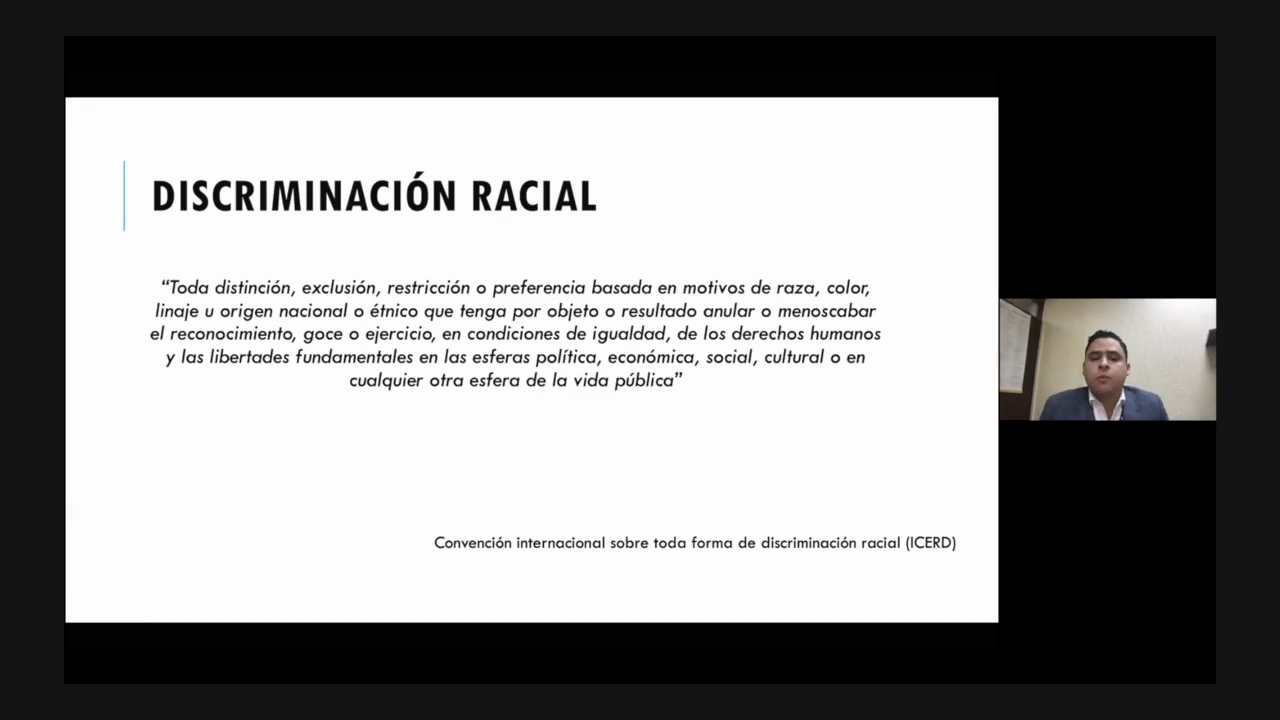 DISCRIMINACIÓN RACIAL
“Toda distinción, exclusión, restricción o preferencia basada en motivos de raza, color,
linaje u origen nacional o étnico que tenga por objeto o resultado anular o menoscabar
el reconocimiento, goce o ejercicio, en condiciones de igualdad, de los derechos humanos
y las libertades fundamentales en las esferas política, económica, social, cultural o en
cualquier otra esfera de la vida pública”
Convención internacional sobre toda forma de discriminación racial (ICERD)